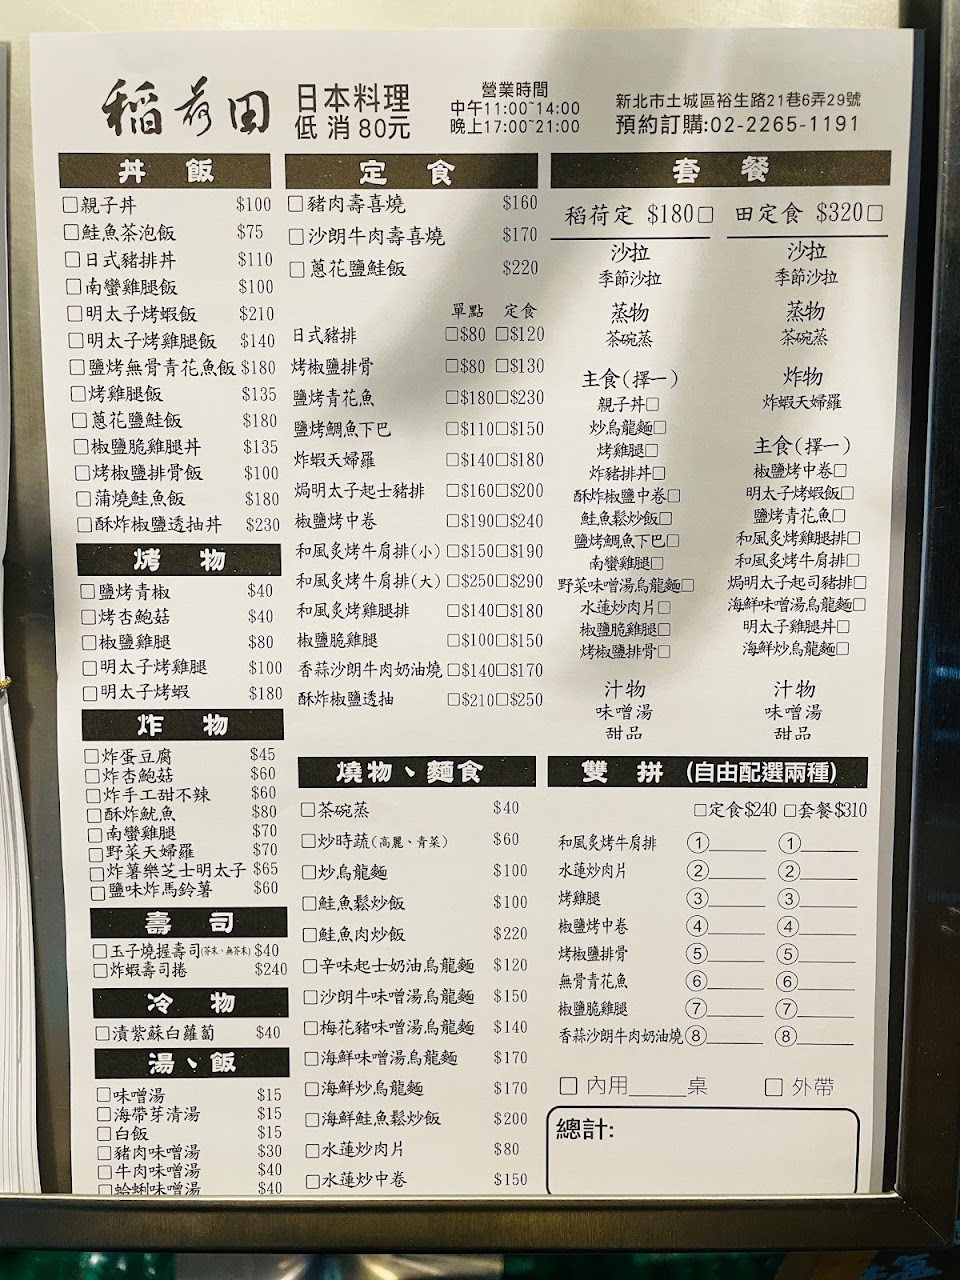 稻荷田
日本料理
低消80元
營業時間
中午11:00~14:00
晚上17:00~21:00
新北市土城區裕生路21巷6弄29號
預約訂購:02-2265-1191
丼 飯
□親子丼 $100
□鮭魚茶泡飯 $75
□日式豬排丼 $110
□南蠻雞腿飯 $100
□明太子烤蝦飯 $210
□明太子烤雞腿飯 $140
□鹽烤無骨青花魚飯 $180
□烤雞腿飯 $135
□蔥花鹽鮭飯 $180
□椒鹽脆雞腿丼 $135
□烤椒鹽排骨飯 $100
□蒲燒鮭魚飯 $180
□酥炸椒鹽透抽丼 $230
烤 物
□鹽烤青椒 $40
□烤杏鮑菇 $40
□椒鹽雞腿 $80
□明太子烤雞腿 $100
□明太子烤蝦 $180
炸 物
□炸蛋豆腐 $45
□炸杏鮑菇 $60
□炸手工甜不辣 $60
□酥炸魷魚 $80
□南蠻雞腿 $70
□野菜天婦羅 $70
□炸薯樂芝士明太子 $65
□鹽味炸馬鈴薯 $60
壽 司
□玉子燒握壽司(芥末、無芥末) $40
□炸蝦壽司捲 $240
冷 物
□漬紫蘇白蘿蔔 $40
湯、飯
□味噌湯 $15
□海帶芽清湯 $15
□白飯 $15
□豬肉味噌湯 $30
□牛肉味噌湯 $40
□蛤蜊味噌湯 $40
定 食
□豬肉壽喜燒 $160
□沙朗牛肉壽喜燒 $170
□蔥花鹽鮭飯 $220
單點 定食
日式豬排 □$80 □$120
烤椒鹽排骨 □$80 □$130
鹽烤青花魚 □$180□$230
鹽烤鯛魚下巴 □$110□$150
炸蝦天婦羅 □$140□$180
焗明太子起士豬排 □$160□$200
椒鹽烤中卷 □$190□$240
和風炙烤牛肩排(小) □$150□$190
和風炙烤牛肩排(大) □$250□$290
和風炙烤雞腿排 □$140□$180
椒鹽脆雞腿 □$100□$150
香蒜沙朗牛肉奶油燒 □$140□$170
酥炸椒鹽透抽 □$210□$250
燒物、麵食
□茶碗蒸 $40
□炒時蔬(高麗、青菜) $60
□炒烏龍麵 $100
□鮭魚鬆炒飯 $100
□鮭魚肉炒飯 $220
□辛味起士奶油烏龍麵 $120
□沙朗牛味噌湯烏龍麵 $150
□梅花豬味噌湯烏龍麵 $140
□海鮮味噌湯烏龍麵 $170
□海鮮炒烏龍麵 $170
□海鮮鮭魚鬆炒飯 $200
□水蓮炒肉片 $80
□水蓮炒中卷 $150
套 餐
稻荷定 $180□
沙拉
季節沙拉
蒸物
茶碗蒸
主食(擇一)
親子丼□
炒烏龍麵□
烤雞腿□
炸豬排丼□
酥炸椒鹽中卷□
鮭魚鬆炒飯□
鹽烤鯛魚下巴□
南蠻雞腿□
野菜味噌湯烏龍麵□
水蓮炒肉片□
椒鹽脆雞腿□
烤椒鹽排骨□
汁物
味噌湯
甜品
田定食 $320□
沙拉
季節沙拉
蒸物
茶碗蒸
炸物
炸蝦天婦羅
主食(擇一)
椒鹽烤中卷□
明太子烤蝦飯□
鹽烤青花魚□
和風炙烤雞腿排□
和風炙烤牛肩排□
焗明太子起司豬排□
海鮮味噌湯烏龍麵□
明太子雞腿丼□
海鮮炒烏龍麵□
汁物
味噌湯
甜品
雙 拼 (自由配選兩種)
□定食$240 □套餐$310
和風炙烤牛肩排 ①____ ①____
水蓮炒肉片 ②____ ②____
烤雞腿 ③____ ③____
椒鹽烤中卷 ④____ ④____
烤椒鹽排骨 ⑤____ ⑤____
無骨青花魚 ⑥____ ⑥____
椒鹽脆雞腿 ⑦____ ⑦____
香蒜沙朗牛肉奶油燒 ⑧____ ⑧____
□ 內用____桌 □ 外帶
總計: